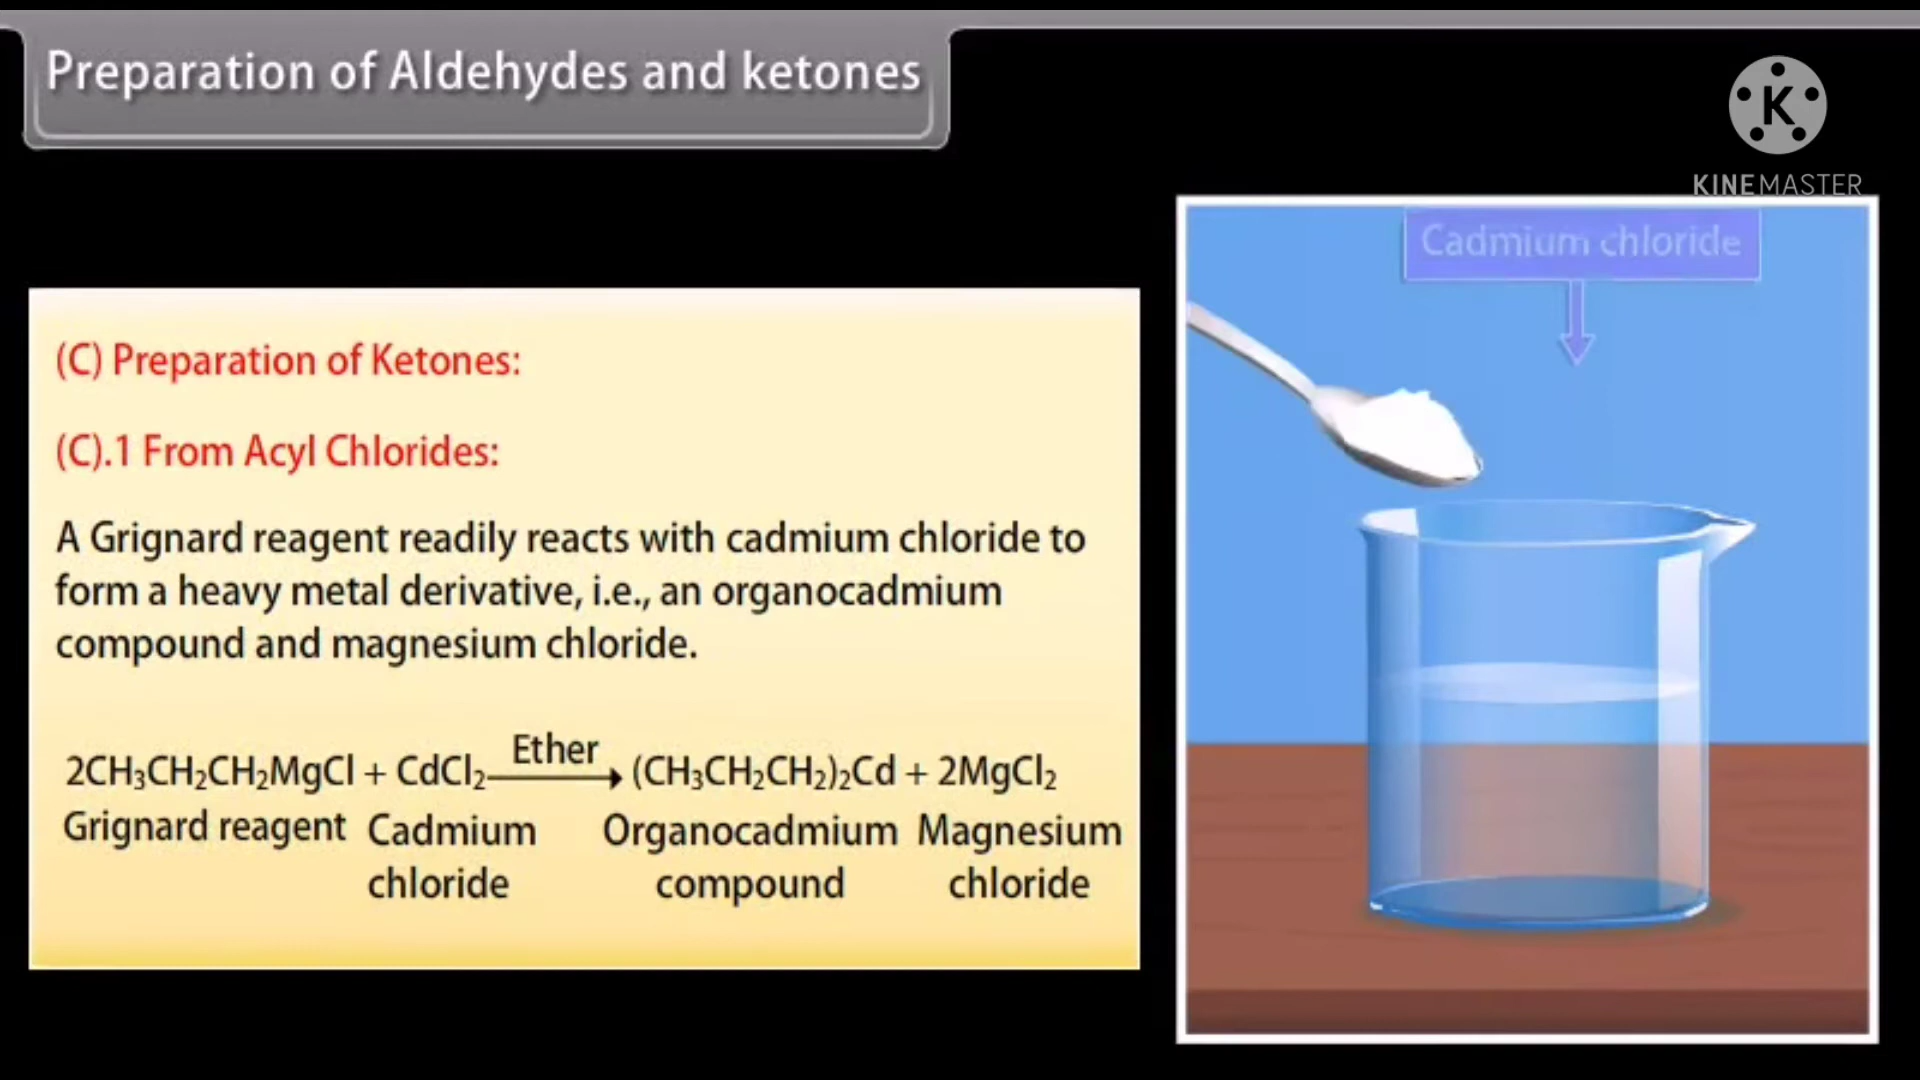 Preparation of Aldehydes and ketones
K
KINEMASTER
Cadmium chloride
(C) Preparation of Ketones:
(C).1 From Acyl Chlorides:
A Grignard reagent readily reacts with cadmium chloride to
form a heavy metal derivative, i.e., an organocadmium
compound and magnesium chloride.
Ether
2CH₃CH₂CH₂MgCl + CdCl₂ ⟶ (CH₃CH₂CH₂)₂Cd + 2MgCl₂
Grignard reagent Cadmium Organocadmium Magnesium
chloride compound chloride